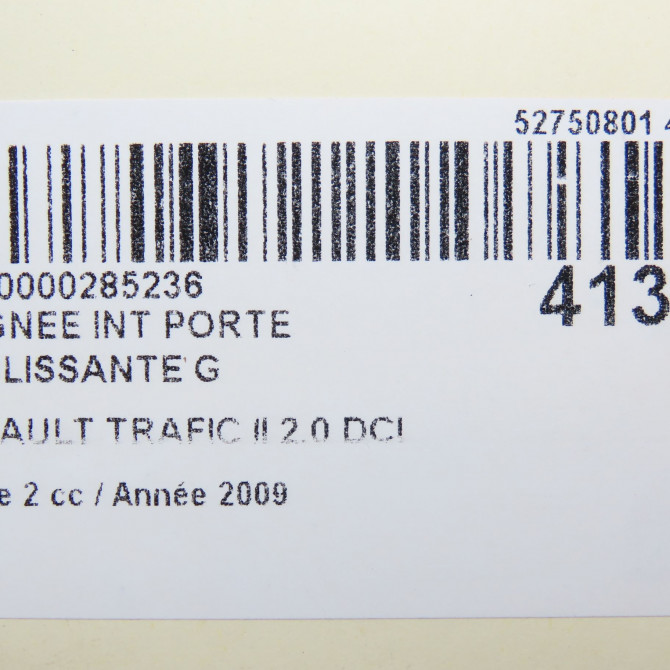 52750801 4
0000285236
413
GNEE INT PORTE
LISSANTE G
AULT TRAFIC II 2.0 DCI
e 2 cc / Année 2009